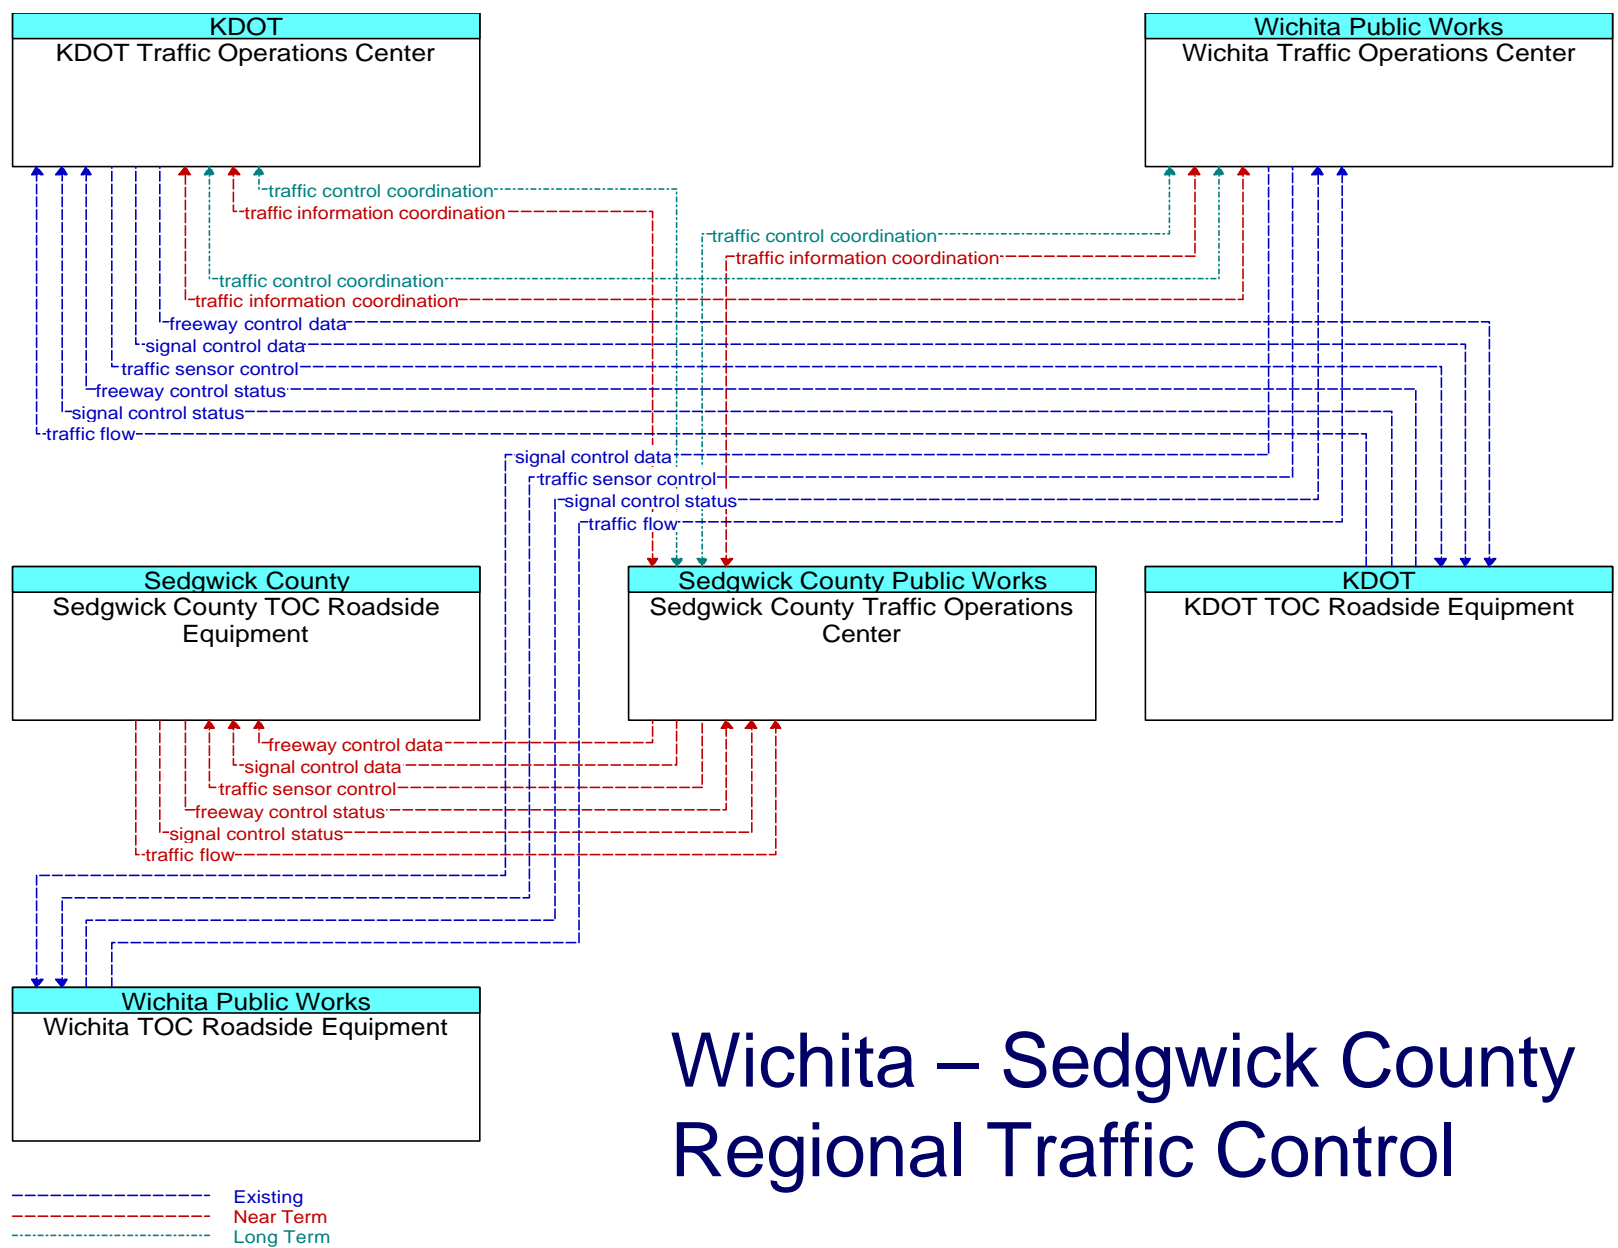 KDOT
KDOT Traffic Operations Center
Wichita Public Works
Wichita Traffic Operations Center
traffic control coordination
traffic information coordination
traffic control coordination
traffic information coordination
traffic control coordination
traffic information coordination
freeway control data
signal control data
traffic sensor control
freeway control status
signal control status
traffic flow
signal control data
traffic sensor control
signal control status
traffic flow
Sedgwick County
Sedgwick County TOC Roadside
Equipment
Sedgwick County Public Works
Sedgwick County Traffic Operations
Center
KDOT
KDOT TOC Roadside Equipment
freeway control data
signal control data
traffic sensor control
freeway control status
signal control status
traffic flow
Wichita Public Works
Wichita TOC Roadside Equipment
Wichita – Sedgwick County
Regional Traffic Control
Existing
Near Term
Long Term